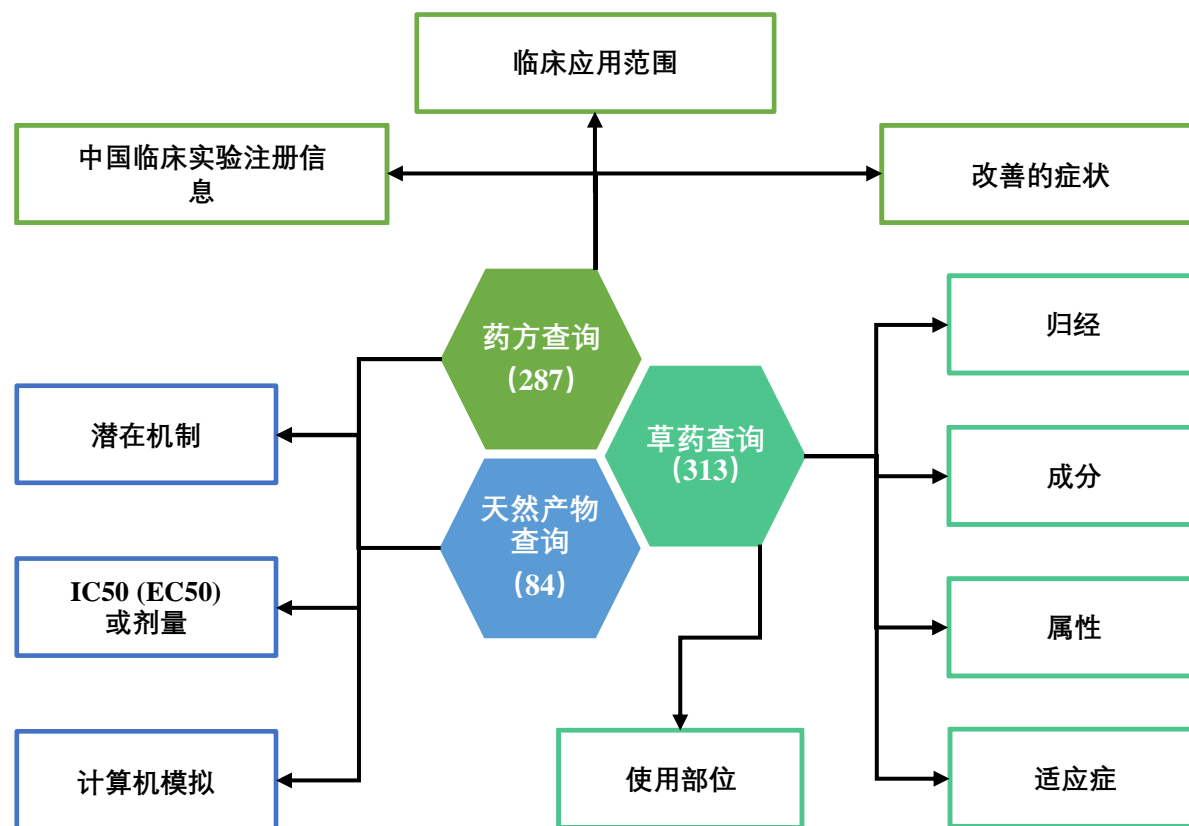 临床应用范围
中国临床实验注册信
息
改善的症状
药方查询
(287)
归经
草药查询
(313)
潜在机制
成分
天然产物
查询
(84)
IC50 (EC50)
或剂量
属性
计算机模拟
使用部位
适应症